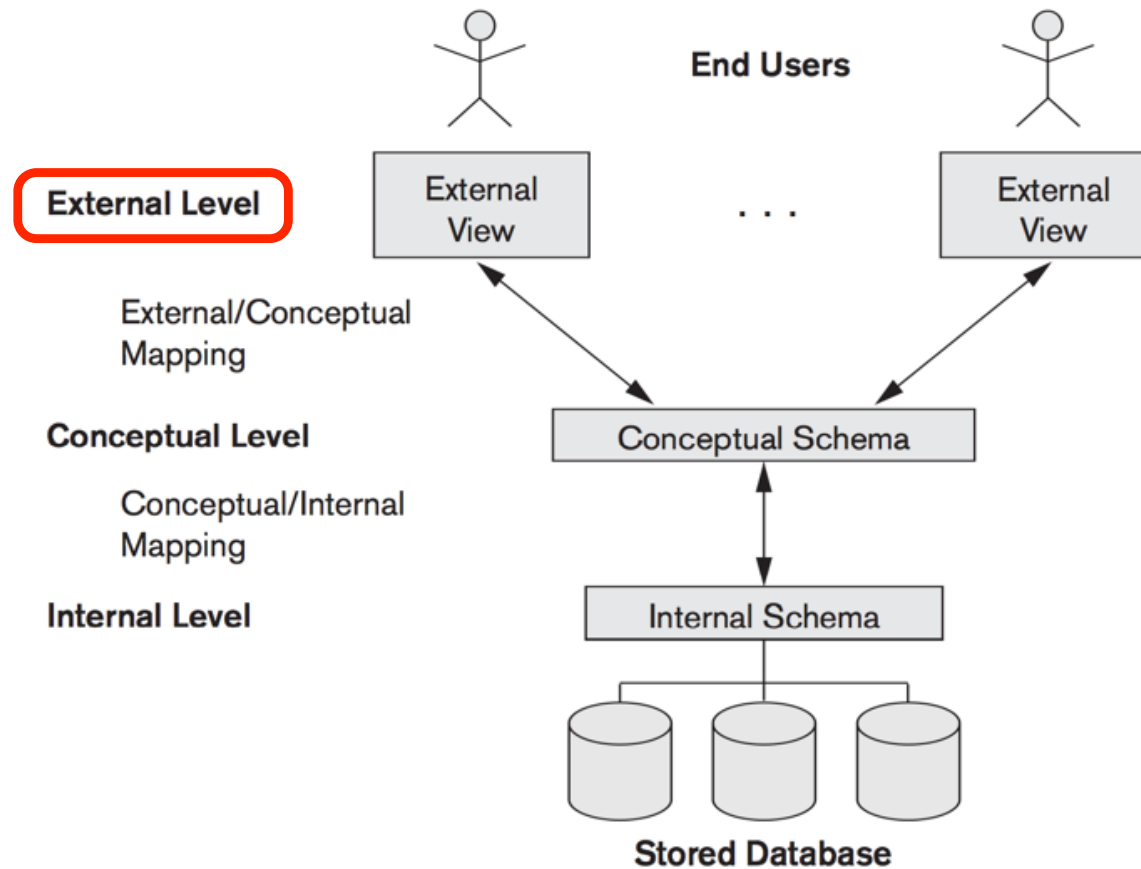 End Users
External Level
External
View
. . .
External
View
External/Conceptual
Mapping
Conceptual Level
Conceptual Schema
Conceptual/Internal
Mapping
Internal Level
Internal Schema
Stored Database